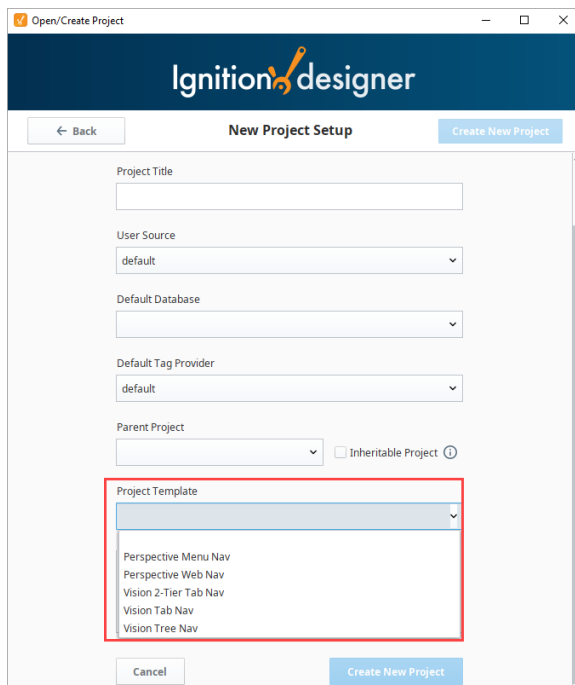 Open/Create Project
Ignition designer
← Back
New Project Setup
Create New Project
Project Title
User Source
default
Default Database
Default Tag Provider
default
Parent Project
Inheritable Project
Project Template
Perspective Menu Nav
Perspective Web Nav
Vision 2-Tier Tab Nav
Vision Tab Nav
Vision Tree Nav
Cancel
Create New Project